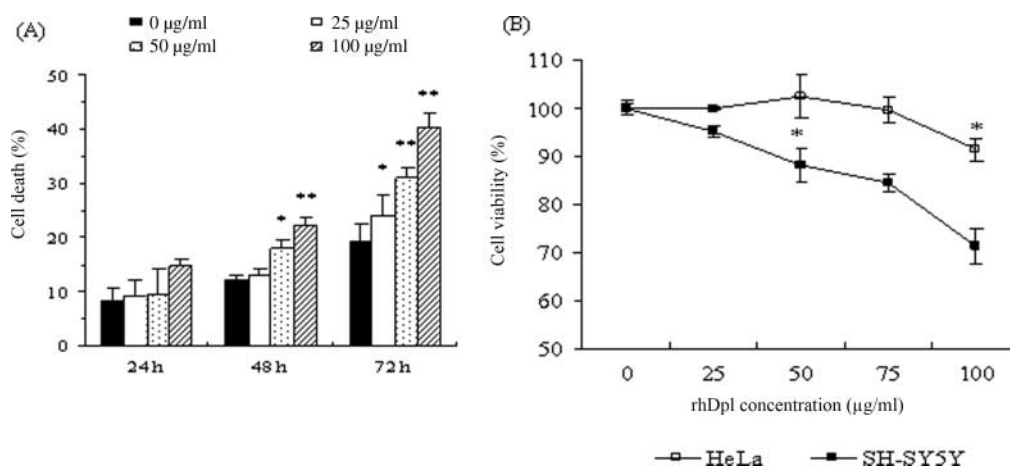 (A)
0 µg/ml
25 µg/ml
50 µg/ml
100 µg/ml
Cell death (%)
50
40
30
20
10
0
* ** * ** * ** **
24h 48h 72h
(B)
Cell viability (%)
110
100
90
80
70
60
50
* *
0 25 50 75 100
rhDpl concentration (µg/ml)
HeLa SH-SY5Y